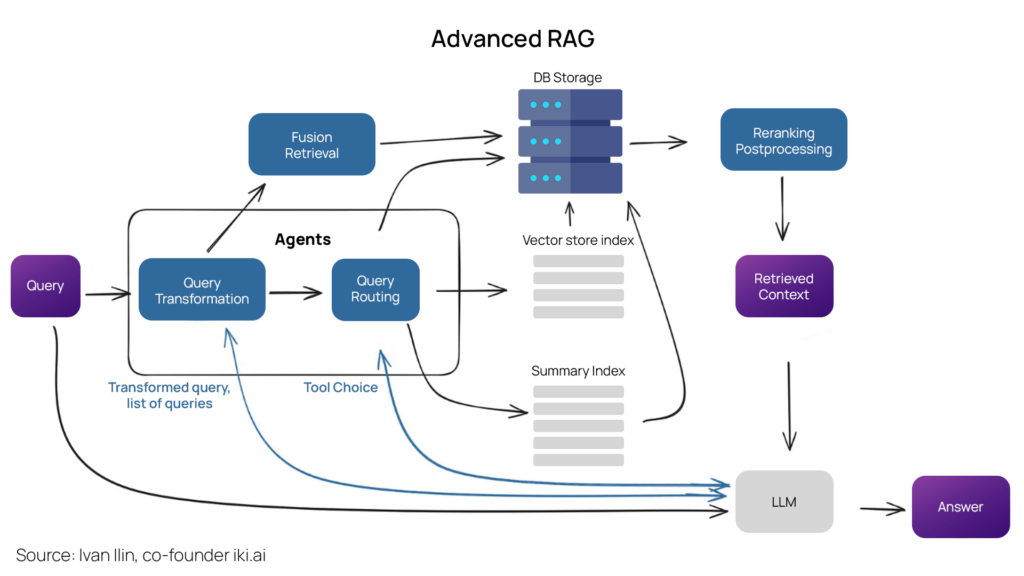 Advanced RAG
DB Storage
Fusion
Retrieval
Reranking
Postprocessing
Agents
Vector store index
Query
Query
Transformation
Query
Routing
Retrieved
Context
Summary Index
Transformed query,
list of queries
Tool Choice
LLM
Answer
Source: Ivan Ilin, co-founder iki.ai